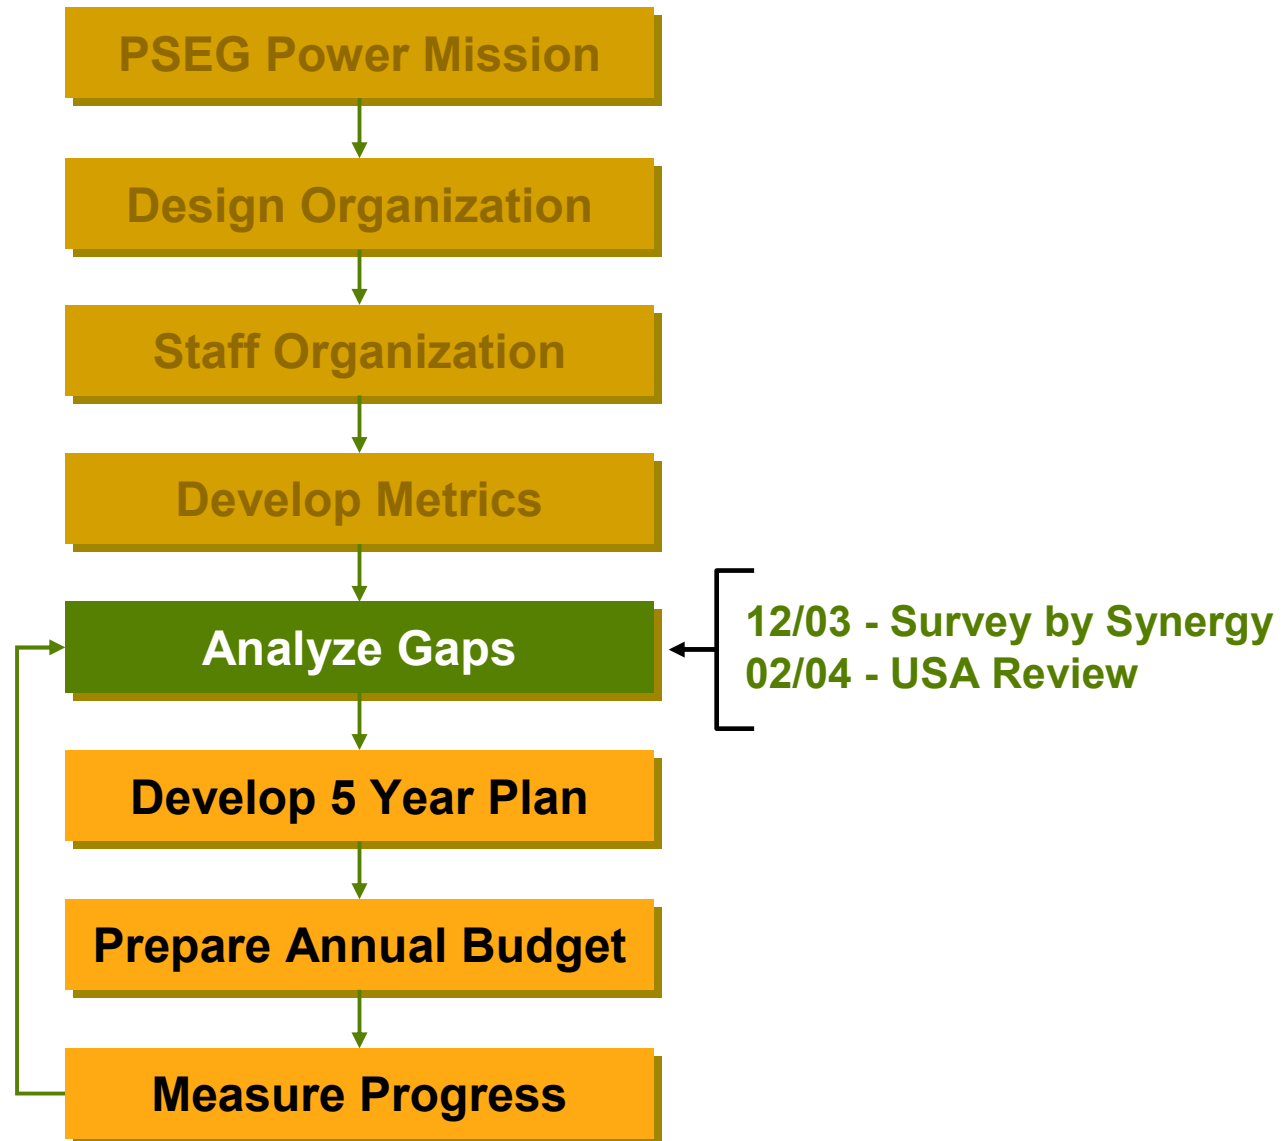 PSEG Power Mission
Design Organization
Staff Organization
Develop Metrics
Analyze Gaps
12/03 - Survey by Synergy
02/04 - USA Review
Develop 5 Year Plan
Prepare Annual Budget
Measure Progress